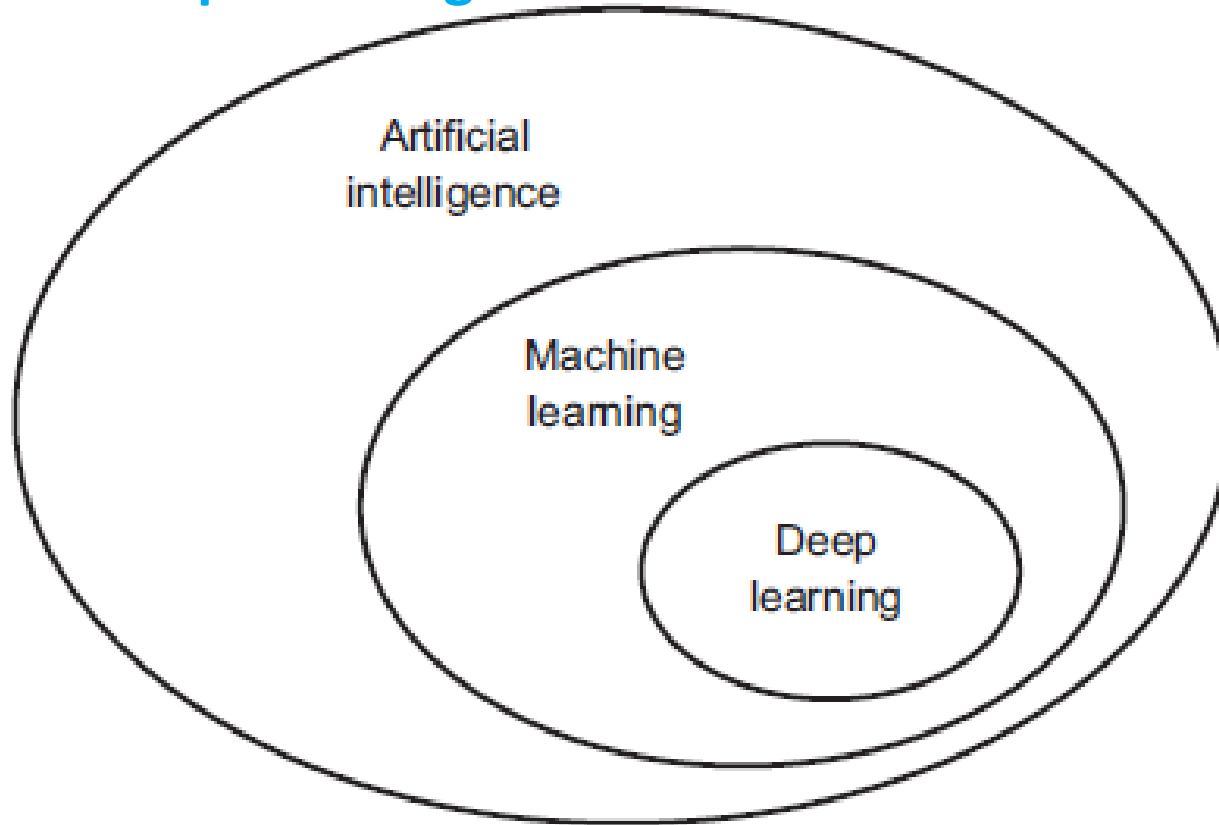 Artificial
intelligence
Machine
learning
Deep
learning